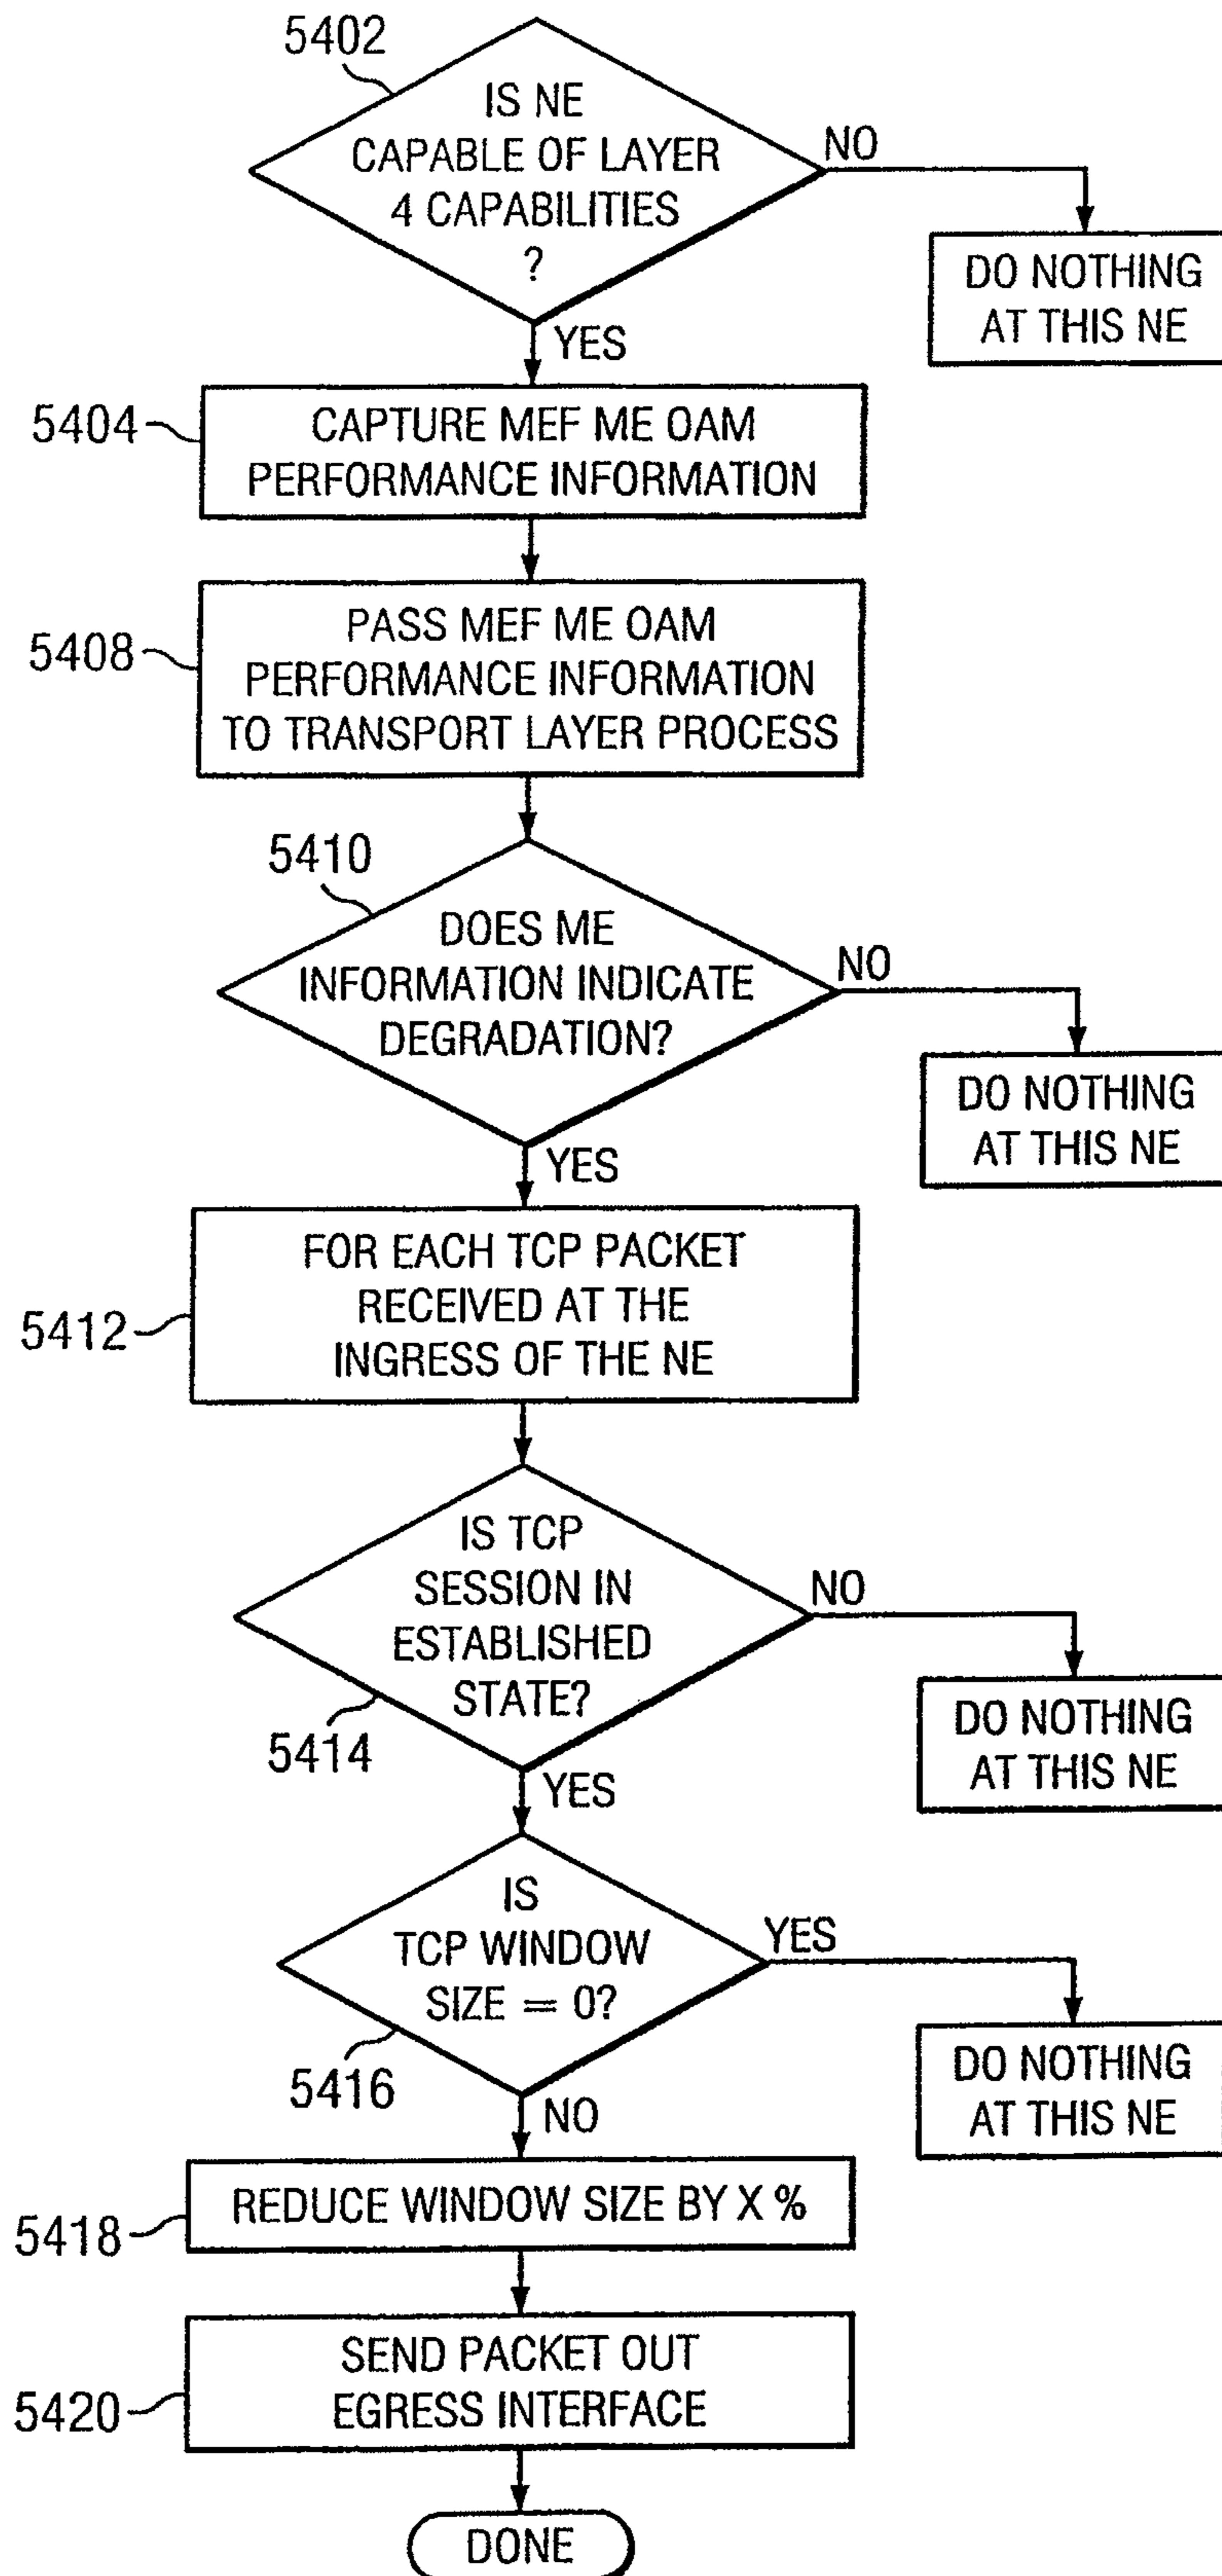 5402
IS NE
CAPABLE OF LAYER
4 CAPABILITIES
?
NO
DO NOTHING
AT THIS NE
YES
5404
CAPTURE MEF ME OAM
PERFORMANCE INFORMATION
5408
PASS MEF ME OAM
PERFORMANCE INFORMATION
TO TRANSPORT LAYER PROCESS
5410
DOES ME
INFORMATION INDICATE
DEGRADATION?
NO
DO NOTHING
AT THIS NE
YES
5412
FOR EACH TCP PACKET
RECEIVED AT THE
INGRESS OF THE NE
IS TCP
SESSION IN
ESTABLISHED
STATE?
5414
NO
DO NOTHING
AT THIS NE
YES
IS
TCP WINDOW
SIZE = 0?
5416
YES
DO NOTHING
AT THIS NE
NO
5418
REDUCE WINDOW SIZE BY X %
5420
SEND PACKET OUT
EGRESS INTERFACE
DONE